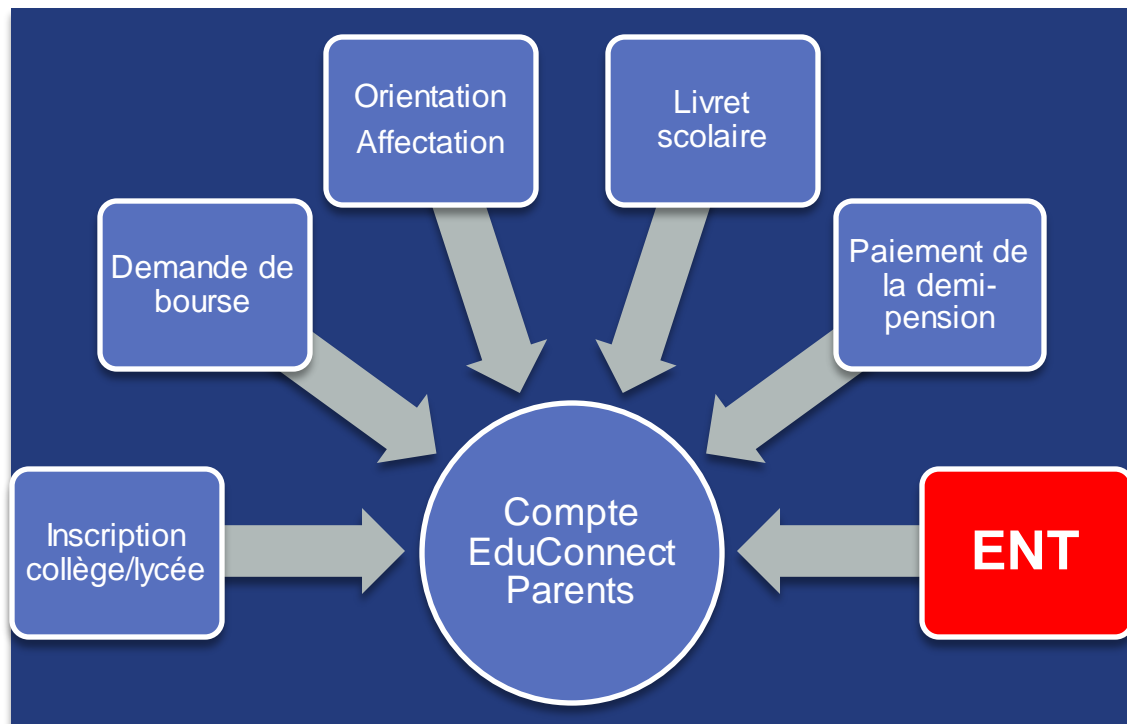 Orientation
Affectation
Livret
scolaire
Demande de
bourse
Paiement de
la demi-
pension
Inscription
collège/lycée
Compte
EduConnect
Parents
ENT